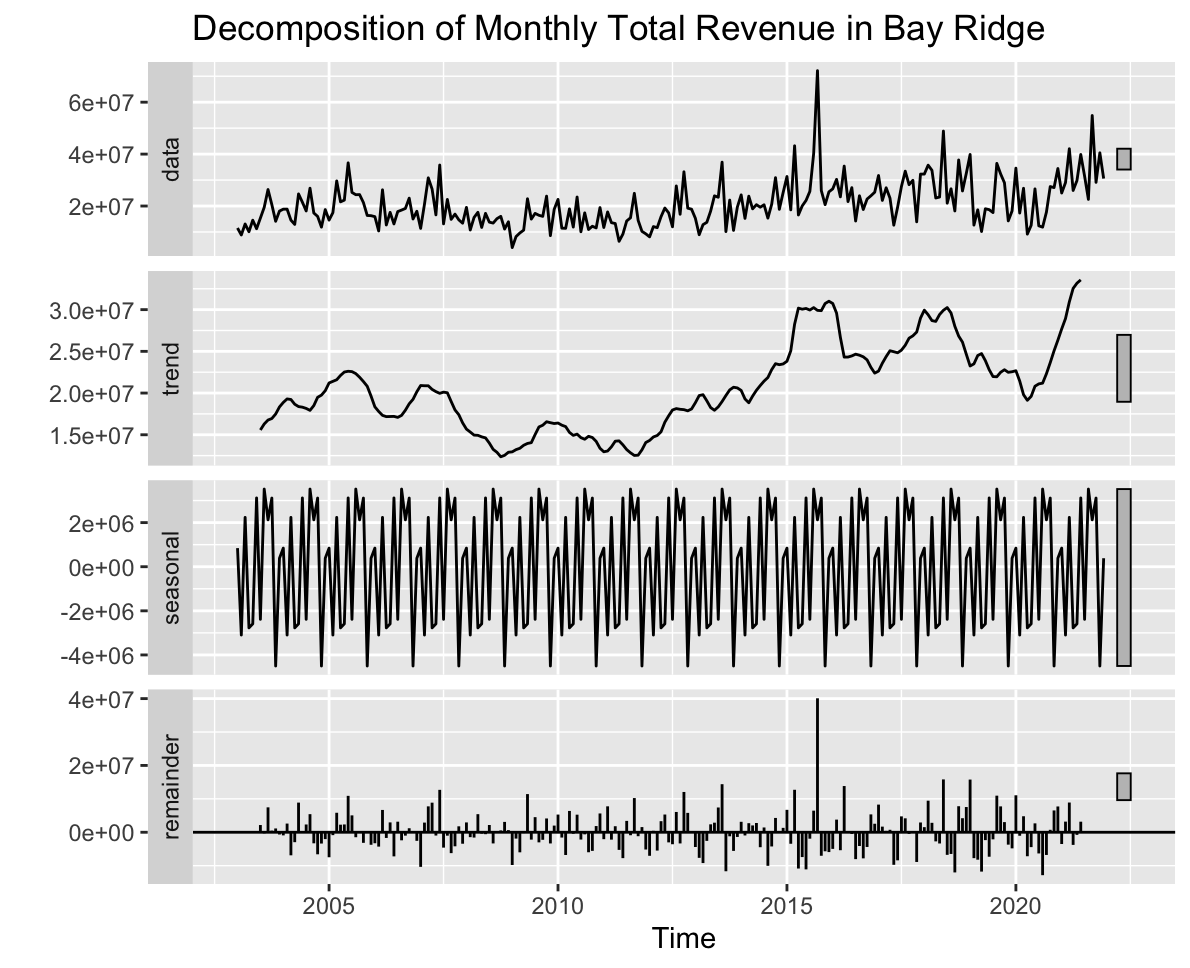 Decomposition of Monthly Total Revenue in Bay Ridge
data
6e+07
4e+07
2e+07
trend
3.0e+07
2.5e+07
2.0e+07
1.5e+07
seasonal
2e+06
0e+00
-2e+06
-4e+06
remainder
4e+07
2e+07
0e+00
2005 2010 2015 2020
Time